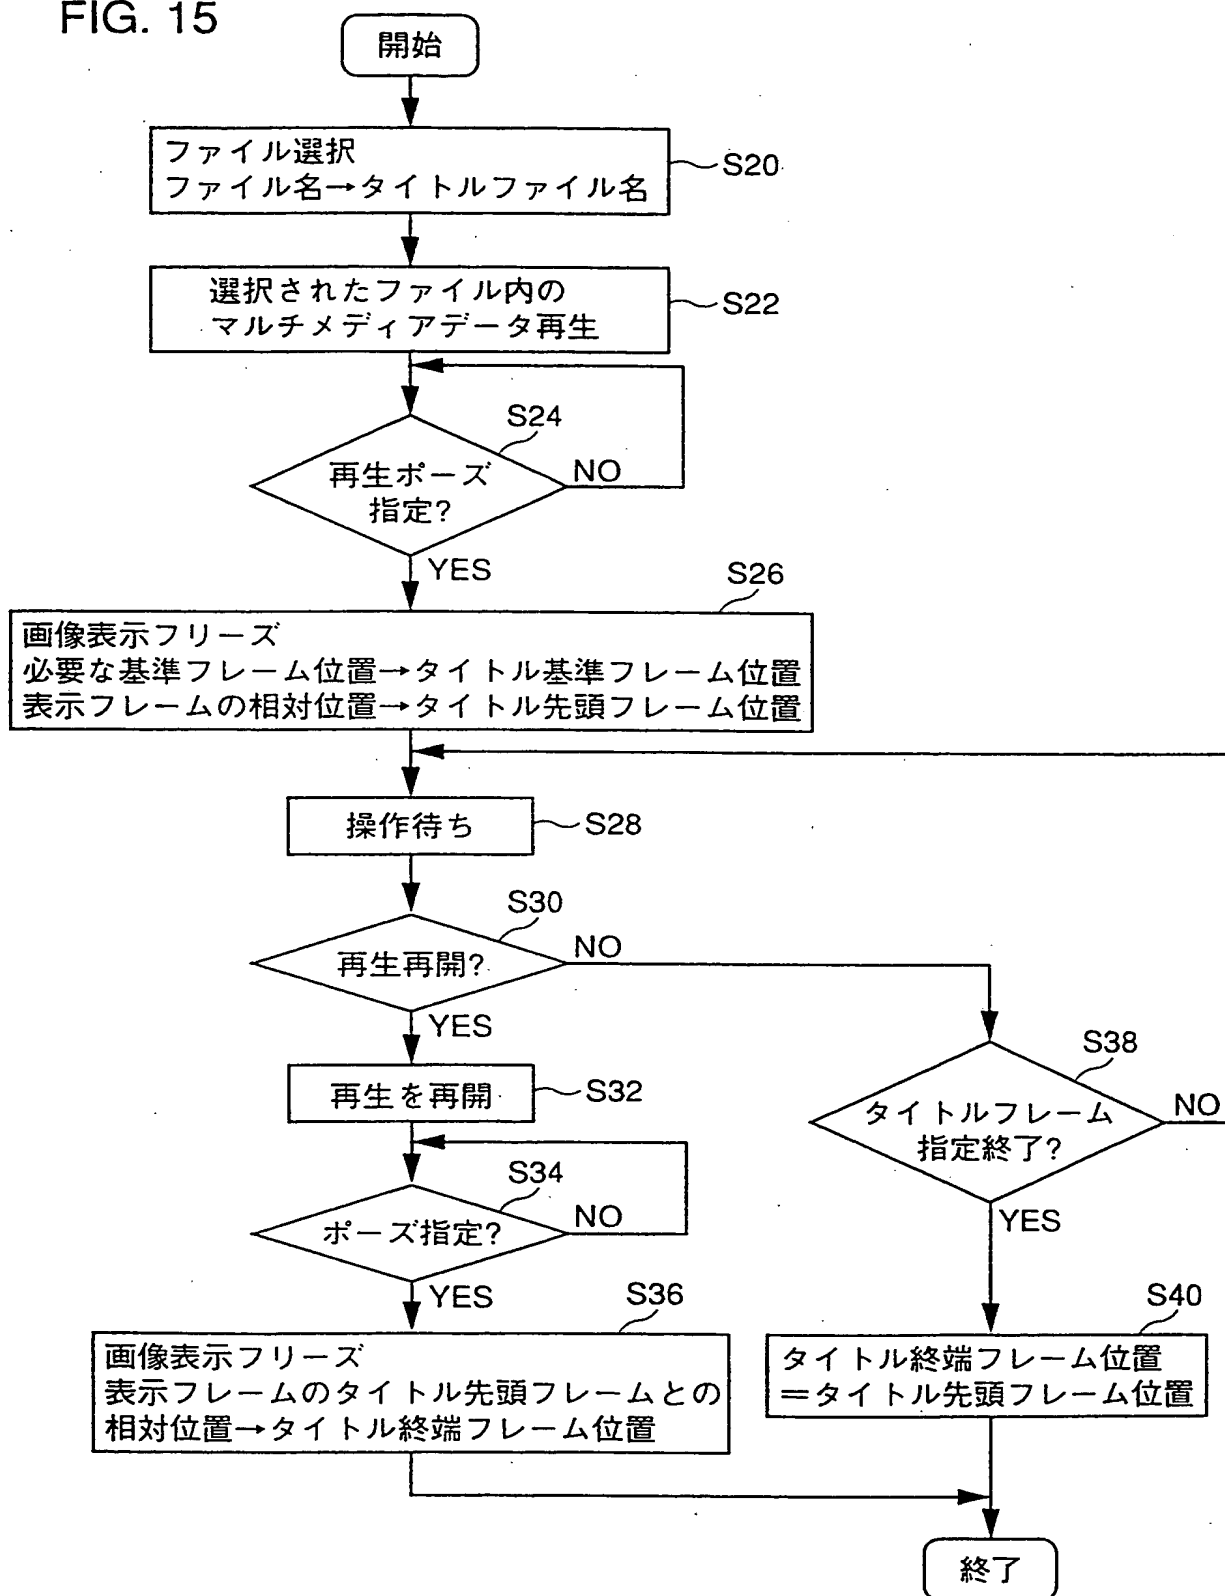 FIG. 15
開始
ファイル選択
ファイル名→タイトルファイル名
S20
選択されたファイル内の
マルチメディアデータ再生
S22
S24
再生ポーズ
指定?
NO
YES
S26
画像表示フリーズ
必要な基準フレーム位置→タイトル基準フレーム位置
表示フレームの相対位置→タイトル先頭フレーム位置
操作待ち
S28
S30
再生再開?
NO
YES
再生を再開
S32
S34
ポーズ指定?
NO
YES
S36
画像表示フリーズ
表示フレームのタイトル先頭フレームとの
相対位置→タイトル終端フレーム位置
S38
タイトルフレーム
指定終了?
NO
YES
S40
タイトル終端フレーム位置
=タイトル先頭フレーム位置
終了